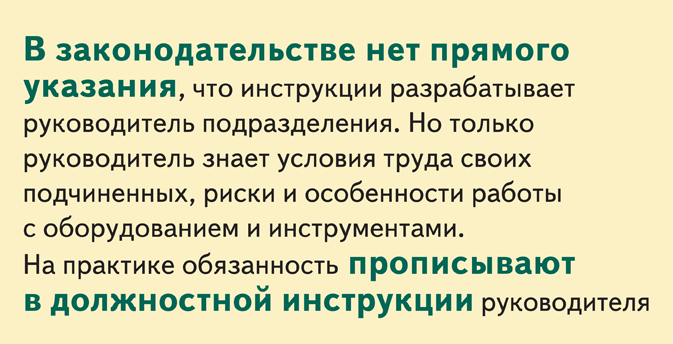 В законодательстве нет прямого
указания, что инструкции разрабатывает
руководитель подразделения. Но только
руководитель знает условия труда своих
подчиненных, риски и особенности работы
с оборудованием и инструментами.
На практике обязанность прописывают
в должностной инструкции руководителя